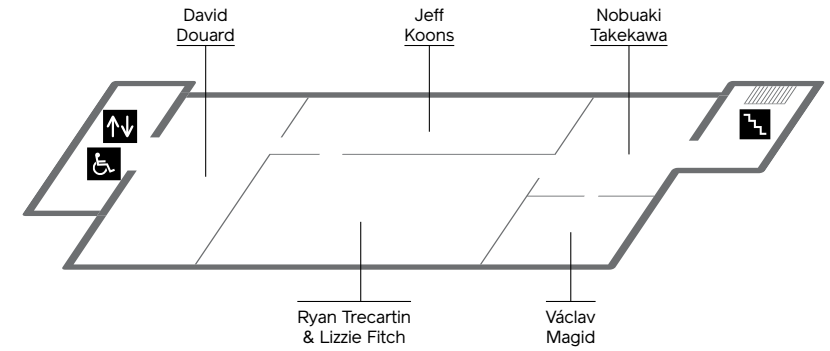 David
Douard
Jeff
Koons
Nobuaki
Takekawa
Ryan Trecartin
& Lizzie Fitch
Václav
Magid